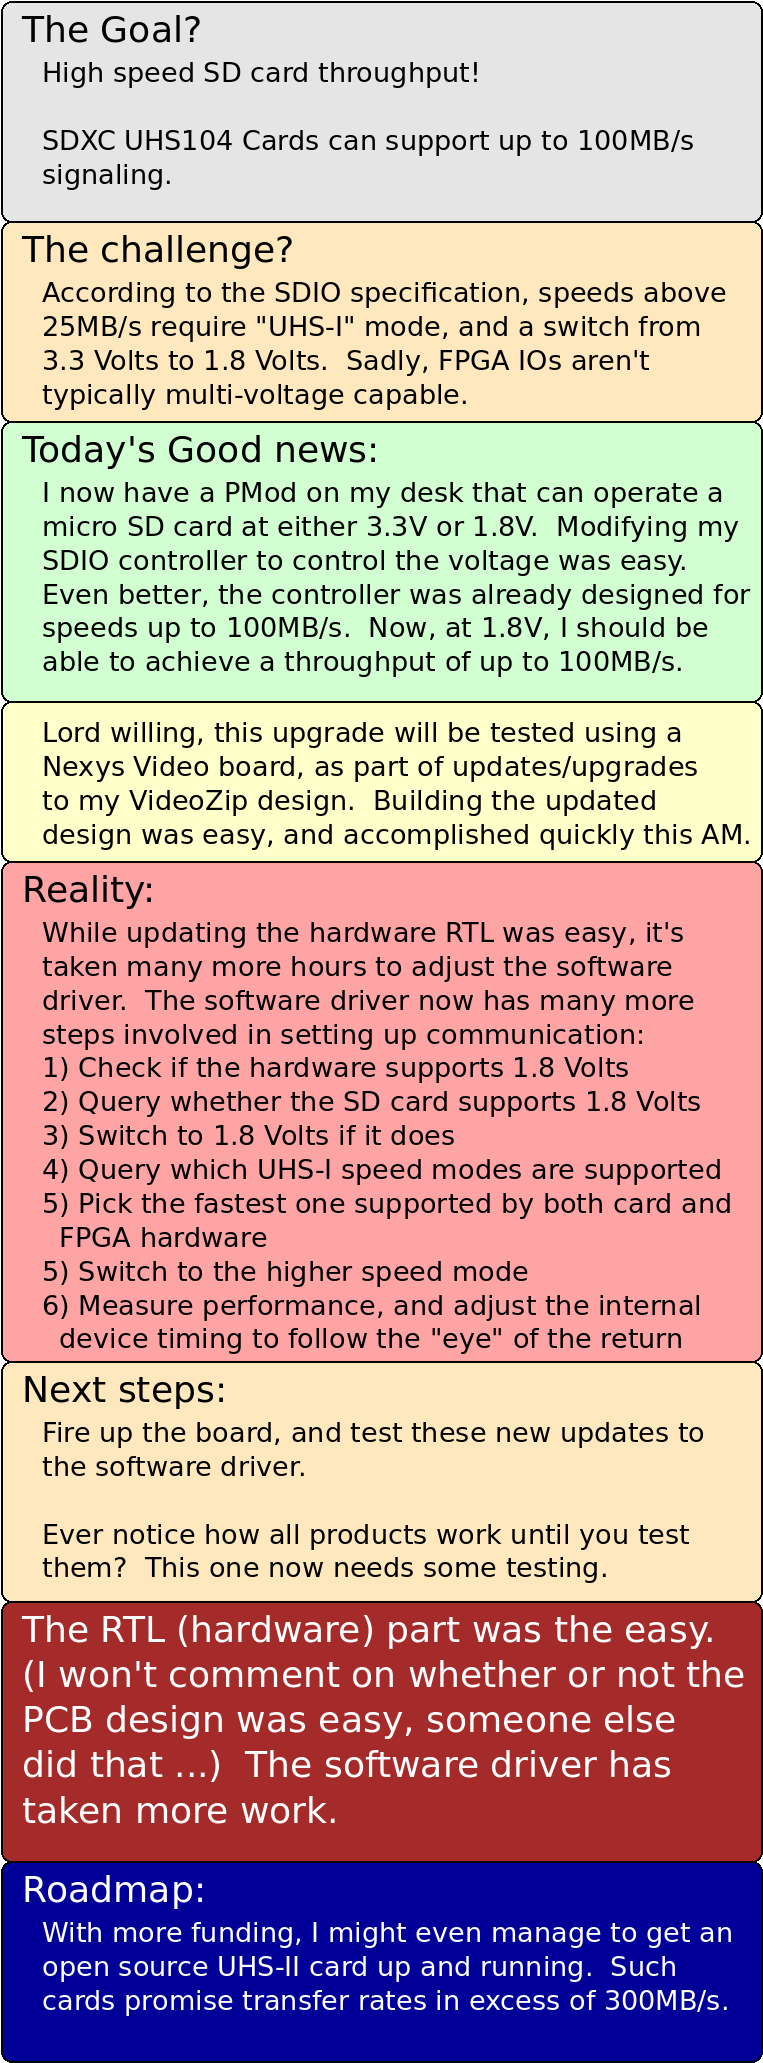 The Goal?
High speed SD card throughput!
SDXC UHS104 Cards can support up to 100MB/s
signaling.
The challenge?
According to the SDIO specification, speeds above
25MB/s require "UHS-I" mode, and a switch from
3.3 Volts to 1.8 Volts.  Sadly, FPGA IOs aren't
typically multi-voltage capable.
Today's Good news:
I now have a PMod on my desk that can operate a
micro SD card at either 3.3V or 1.8V.  Modifying my
SDIO controller to control the voltage was easy.
Even better, the controller was already designed for
speeds up to 100MB/s.  Now, at 1.8V, I should be
able to achieve a throughput of up to 100MB/s.
Lord willing, this upgrade will be tested using a
Nexys Video board, as part of updates/upgrades
to my VideoZip design.  Building the updated
design was easy, and accomplished quickly this AM.
Reality:
While updating the hardware RTL was easy, it's
taken many more hours to adjust the software
driver.  The software driver now has many more
steps involved in setting up communication:
1) Check if the hardware supports 1.8 Volts
2) Query whether the SD card supports 1.8 Volts
3) Switch to 1.8 Volts if it does
4) Query which UHS-I speed modes are supported
5) Pick the fastest one supported by both card and
FPGA hardware
5) Switch to the higher speed mode
6) Measure performance, and adjust the internal
device timing to follow the "eye" of the return
Next steps:
Fire up the board, and test these new updates to
the software driver.
Ever notice how all products work until you test
them?  This one now needs some testing.
The RTL (hardware) part was the easy.
(I won't comment on whether or not the
PCB design was easy, someone else
did that ...)  The software driver has
taken more work.
Roadmap:
With more funding, I might even manage to get an
open source UHS-II card up and running.  Such
cards promise transfer rates in excess of 300MB/s.